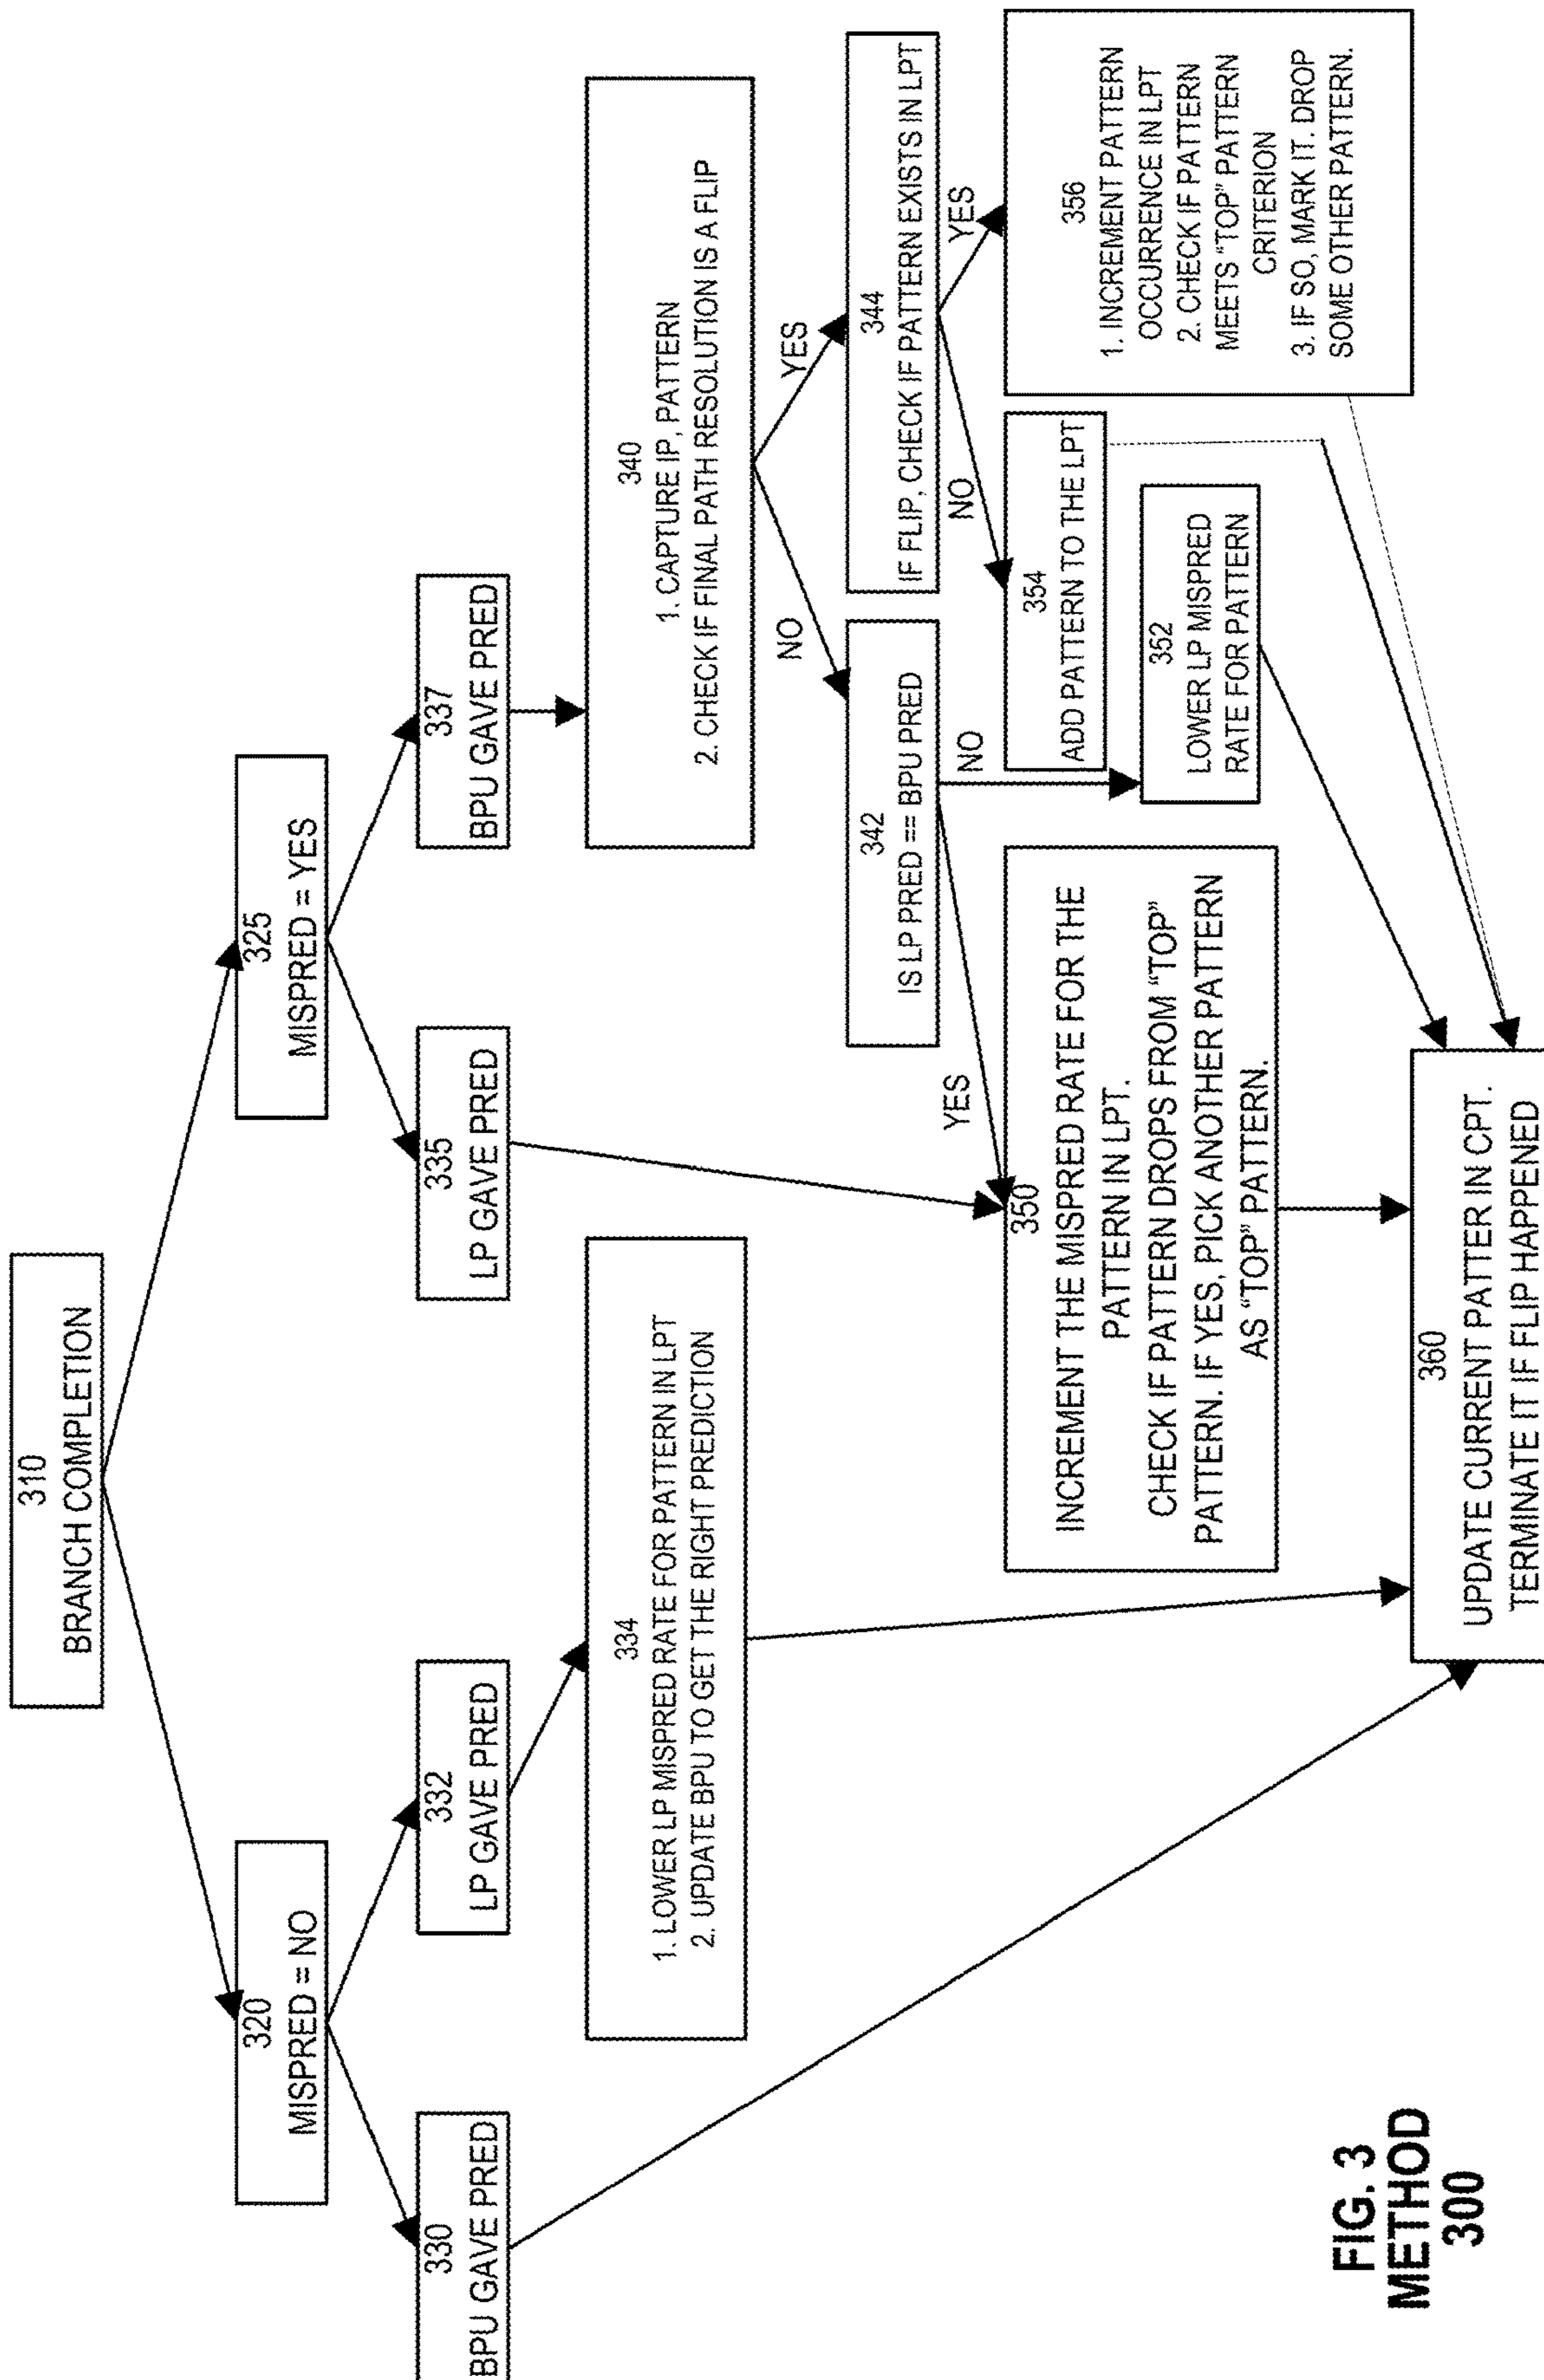 310
BRANCH COMPLETION
320
MISPRED = NO
325
MISPRED = YES
330
BPU GAVE PRED
332
LP GAVE PRED
335
LP GAVE PRED
337
BPU GAVE PRED
334
1. LOWER LP MISPRED RATE FOR PATTERN IN LPT
2. UPDATE BPU TO GET THE RIGHT PREDICTION
340
1. CAPTURE IP, PATTERN
2. CHECK IF FINAL PATH RESOLUTION IS A FLIP
NO
YES
342
IS LP PRED == BPU PRED
344
IF FLIP, CHECK IF PATTERN EXISTS IN LPT
YES
NO
NO
YES
350
INCREMENT THE MISPRED RATE FOR THE
PATTERN IN LPT.
CHECK IF PATTERN DROPS FROM "TOP"
PATTERN. IF YES, PICK ANOTHER PATTERN
AS "TOP" PATTERN.
352
LOWER LP MISPRED
RATE FOR PATTERN
354
ADD PATTERN TO THE LPT
356
1. INCREMENT PATTERN
OCCURRENCE IN LPT
2. CHECK IF PATTERN
MEETS "TOP" PATTERN
CRITERION
3. IF SO, MARK IT. DROP
SOME OTHER PATTERN.
360
UPDATE CURRENT PATTER IN CPT.
TERMINATE IT IF FLIP HAPPENED
FIG. 3
METHOD
300